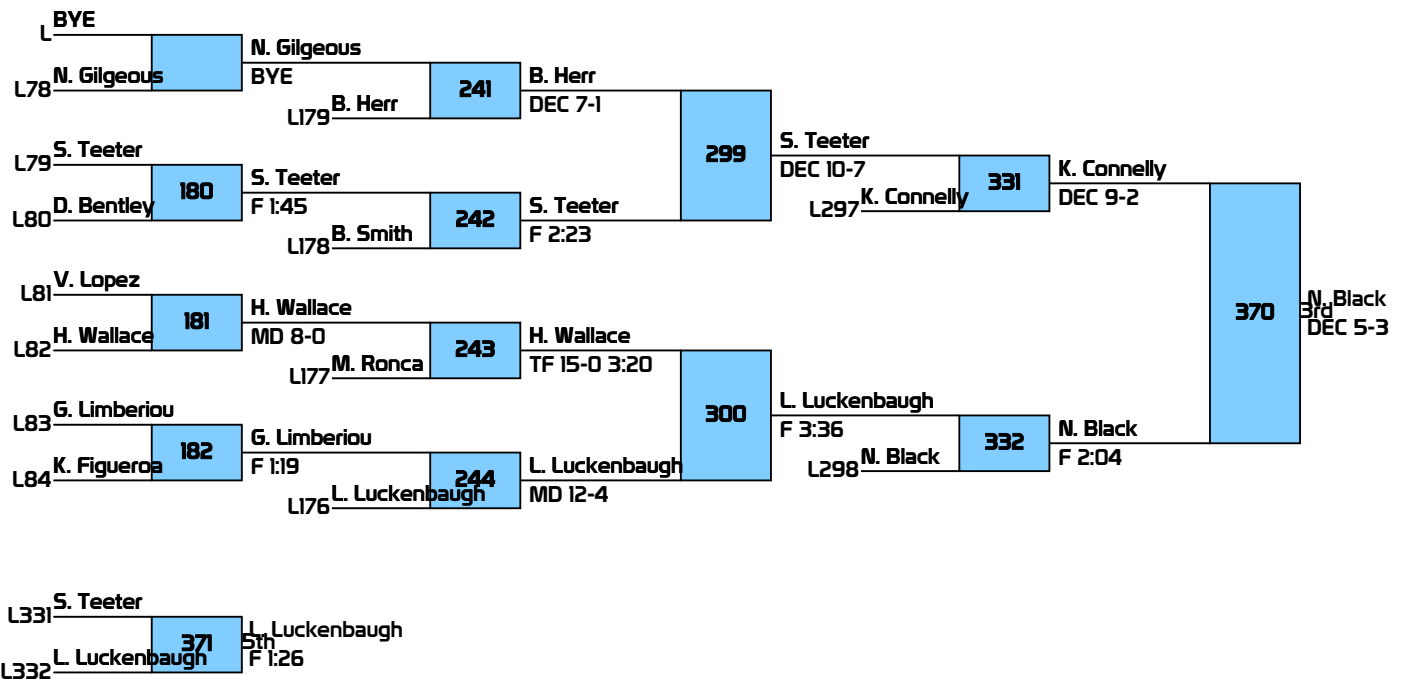 BYE
L
N. Gilgeous
L78
N. Gilgeous
BYE
B. Herr
L179
241
B. Herr
DEC 7-1
S. Teeter
L79
180
D. Bentley
L80
S. Teeter
F 1:45
B. Smith
L178
242
S. Teeter
F 2:23
299
S. Teeter
DEC 10-7
K. Connelly
L297
331
K. Connelly
DEC 9-2
V. Lopez
L81
181
H. Wallace
L82
H. Wallace
MD 8-0
M. Ronca
L177
243
H. Wallace
TF 15-0 3:20
G. Limberiou
L83
182
K. Figueroa
L84
G. Limberiou
F 1:19
L. Luckenbaugh
L176
244
L. Luckenbaugh
MD 12-4
300
L. Luckenbaugh
F 3:36
N. Black
L298
332
N. Black
F 2:04
370
N. Black
3rd
DEC 5-3
S. Teeter
L331
371
L. Luckenbaugh
L332
L. Luckenbaugh
5th
F 1:26